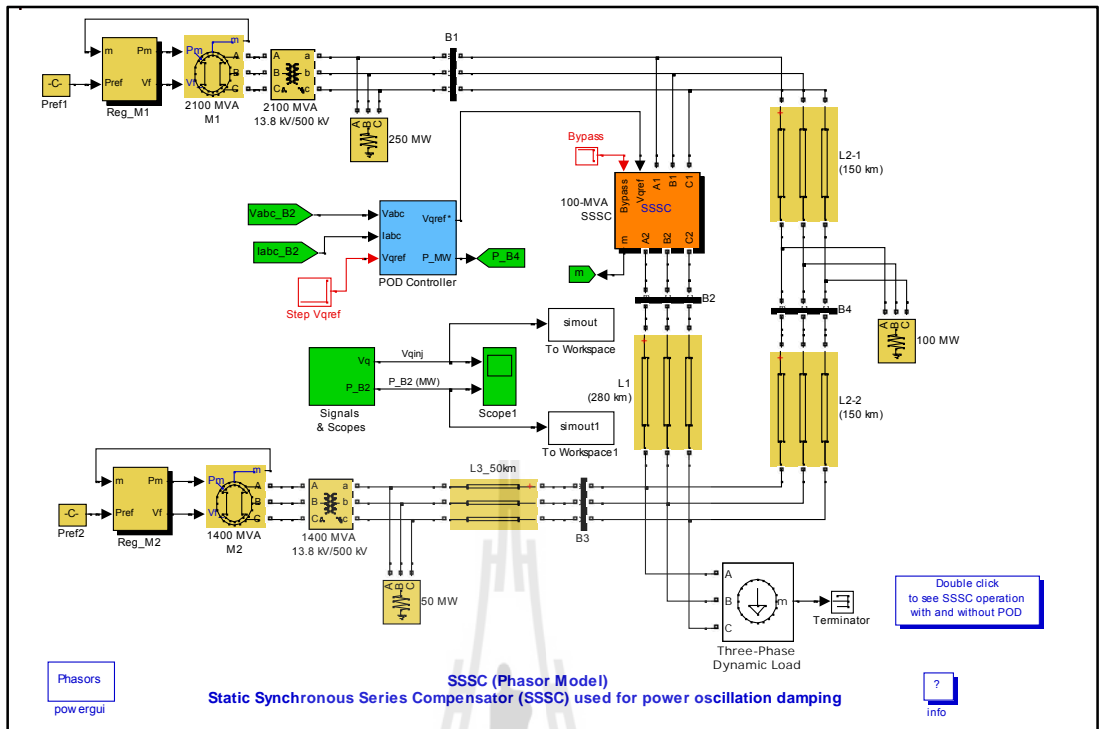 B1
m
Pm
Pref
Vf
Reg_M1
-C-
Pref1
Pm
Vf
m
A
B
C
2100 MVA
M1
A
B
C
a
b
c
2100 MVA
13.8 kV/500 kV
A
B
C
250 MW
Bypass
L2-1
(150 km)
100-MVA
SSSC
Bypass
Vqref
A1
B1
C1
SSSC
m
A2
B2
C2
m
Vabc_B2
Iabc_B2
Vabc
Iabc
Vqref
Vqref*
P_MW
POD Controller
P_B4
Step Vqref
B2
B4
A
B
C
100 MW
Vq
P_B2
Signals
& Scopes
Vqinj
P_B2 (MW)
Scope1
simout
To Workspace
simout1
To Workspace1
L1
(280 km)
L2-2
(150 km)
m
Pm
Pref
Vf
Reg_M2
-C-
Pref2
Pm
Vf
m
A
B
C
1400 MVA
M2
A
B
C
a
b
c
1400 MVA
13.8 kV/500 kV
L3_50km
B3
A
B
C
50 MW
A
B
C
m
Three-Phase
Dynamic Load
Terminator
Double click
to see SSSC operation
with and without POD
Phasors
powergui
SSSC (Phasor Model)
Static Synchronous Series Compensator (SSSC) used for power oscillation damping
?
info